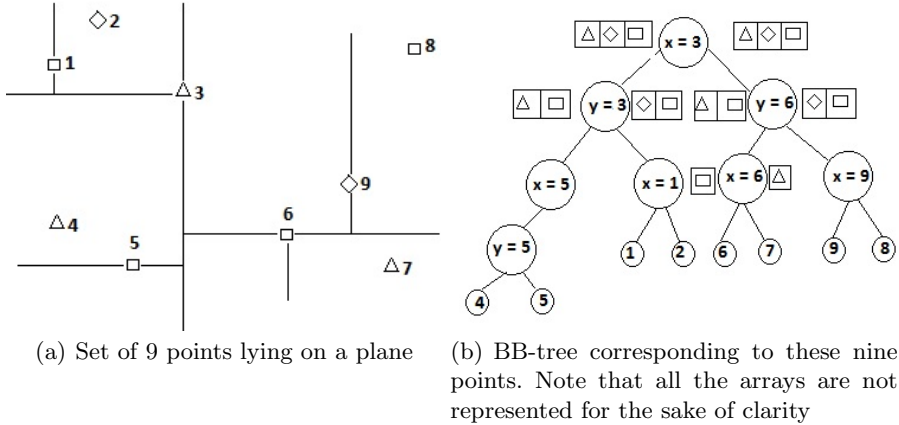 2
1
8
3
9
4
5
6
7
(a) Set of 9 points lying on a plane
x = 3
y = 3
y = 6
x = 5
x = 1
x = 6
x = 9
y = 5
1
2
6
7
9
8
4
5
(b) BB-tree corresponding to these nine
points. Note that all the arrays are not
represented for the sake of clarity